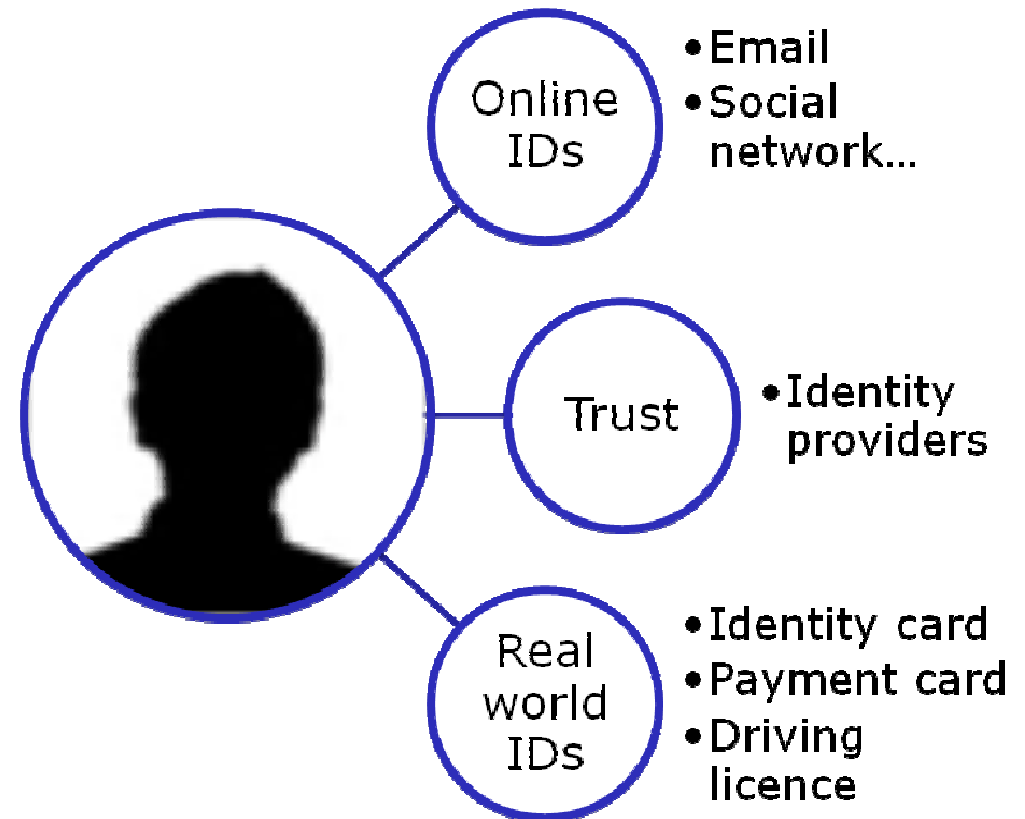 Online
IDs
•Email
•Social
network...
Trust
•Identity
providers
Real
world
IDs
•Identity card
•Payment card
•Driving
licence